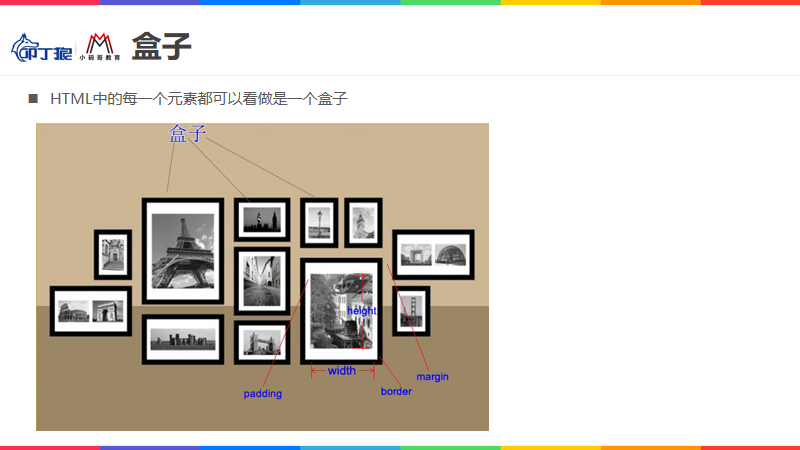 叩丁狼
小码哥教育
盒子
HTML中的每一个元素都可以看做是一个盒子
盒子
height
width
margin
border
padding